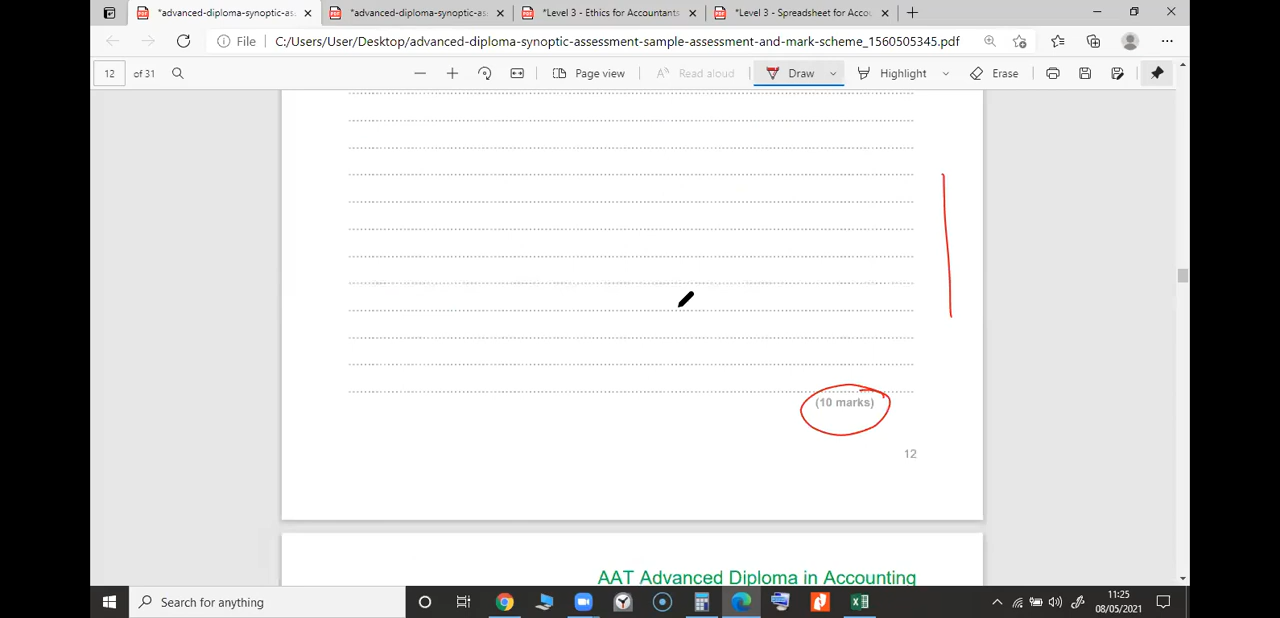 *advanced-diploma-synoptic-as:
*advanced-diploma-synoptic-as
*Level 3 - Ethics for Accountants
*Level 3 - Spreadsheet for Accou
File
C:/Users/User/Desktop/advanced-diploma-synoptic-assessment-sample-assessment-and-mark-scheme_1560505345.pdf
12
of 31
Page view
Read aloud
Draw
Highlight
Erase
(10 marks)
12
AAT Advanced Diploma in Accounting
Search for anything
11:25
08/05/2021